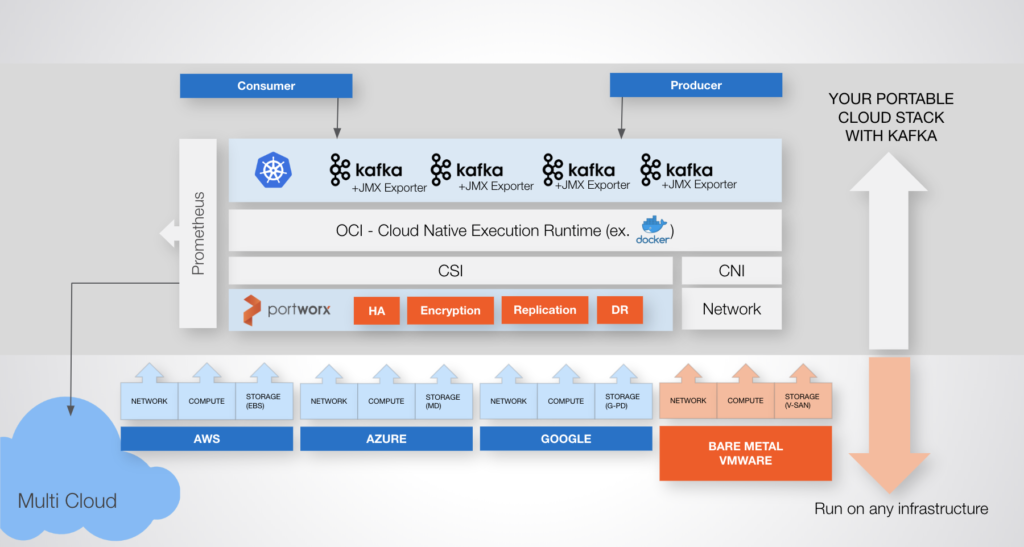 Consumer
Producer
YOUR PORTABLE
CLOUD STACK
WITH KAFKA
Prometheus
kafka
+JMX Exporter
kafka
+JMX Exporter
kafka
+JMX Exporter
kafka
+JMX Exporter
OCI - Cloud Native Execution Runtime (ex. docker)
CSI
CNI
portworx
HA
Encryption
Replication
DR
Network
NETWORK
COMPUTE
STORAGE
(EBS)
AWS
NETWORK
COMPUTE
STORAGE
(MD)
AZURE
NETWORK
COMPUTE
STORAGE
(G-PD)
GOOGLE
NETWORK
COMPUTE
STORAGE
(V-SAN)
BARE METAL
VMWARE
Multi Cloud
Run on any infrastructure